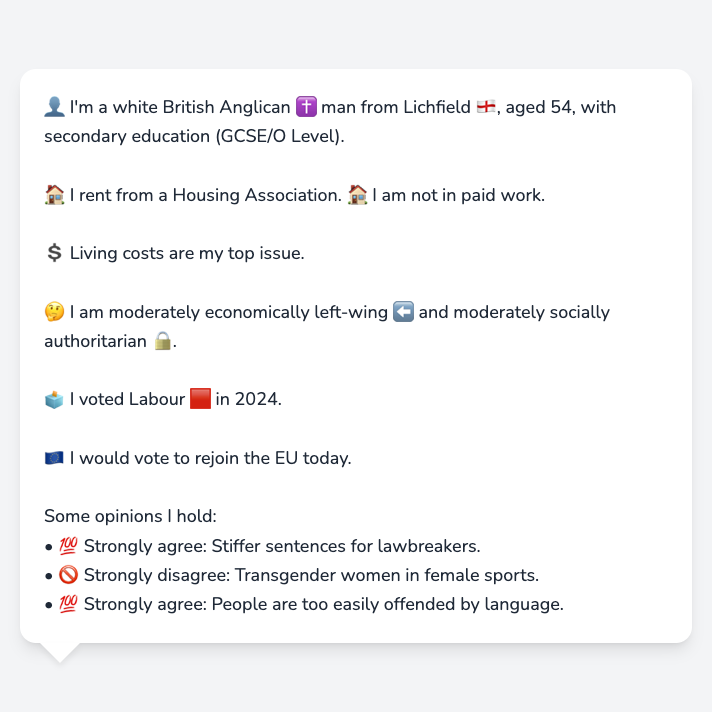 👤 I'm a white British Anglican ✝️ man from Lichfield 🏴󠁧󠁢󠁥󠁮󠁧󠁿, aged 54, with
secondary education (GCSE/O Level).
🏠 I rent from a Housing Association. 🏠 I am not in paid work.
💲 Living costs are my top issue.
🤔 I am moderately economically left-wing ⬅️ and moderately socially
authoritarian 🔒.
🗳️ I voted Labour 🟥 in 2024.
🇪🇺 I would vote to rejoin the EU today.
Some opinions I hold:
• 💯 Strongly agree: Stiffer sentences for lawbreakers.
• 🚫 Strongly disagree: Transgender women in female sports.
• 💯 Strongly agree: People are too easily offended by language.